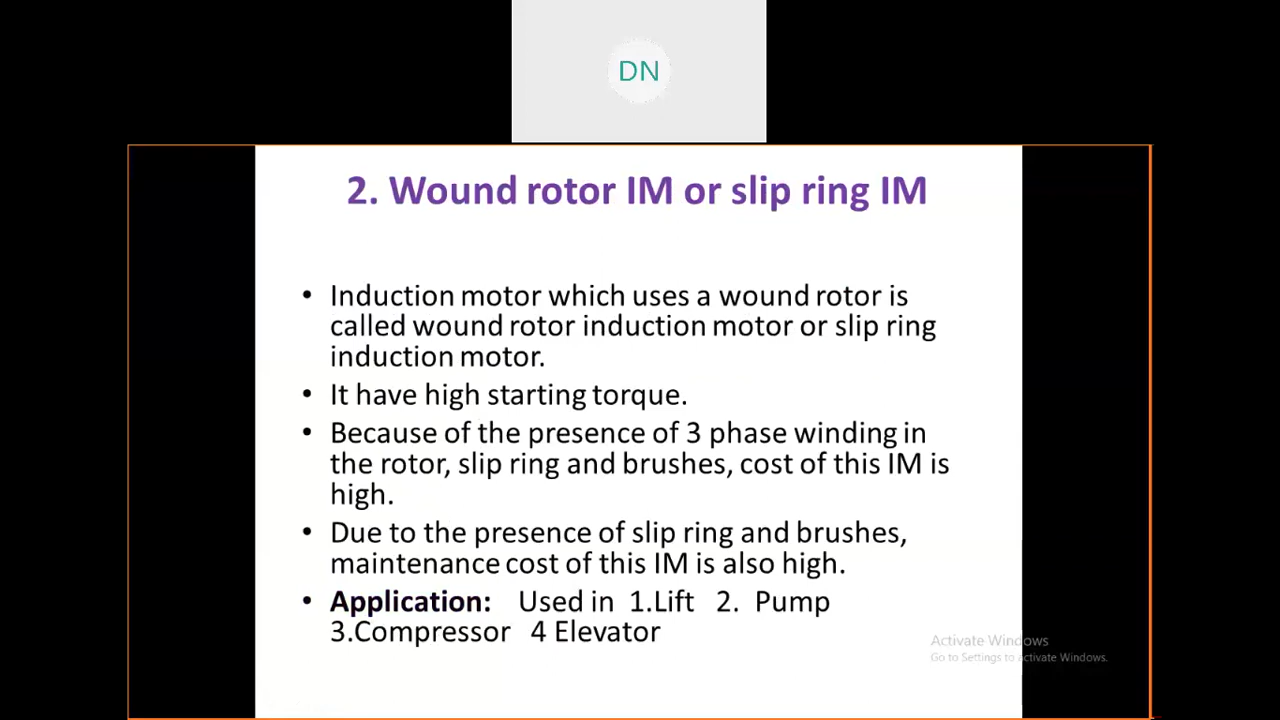 DN
2. Wound rotor IM or slip ring IM
• Induction motor which uses a wound rotor is
called wound rotor induction motor or slip ring
induction motor.
• It have high starting torque.
• Because of the presence of 3 phase winding in
the rotor, slip ring and brushes, cost of this IM is
high.
• Due to the presence of slip ring and brushes,
maintenance cost of this IM is also high.
• Application: Used in 1.Lift 2. Pump
3.Compressor 4 Elevator
Activate Windows
Go to Settings to activate Windows.